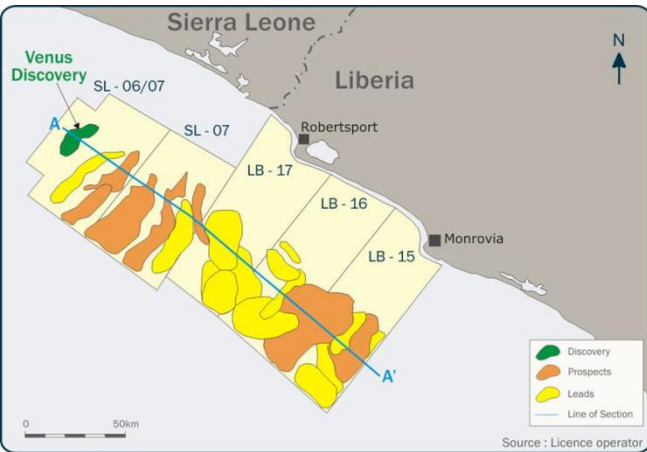 Sierra Leone
N
Venus
Discovery
Liberia
SL - 06/07
A
SL - 07
Robertsport
LB - 17
LB - 16
Monrovia
LB - 15
A'
Discovery
Prospects
Leads
Line of Section
0 50km
Source : Licence operator